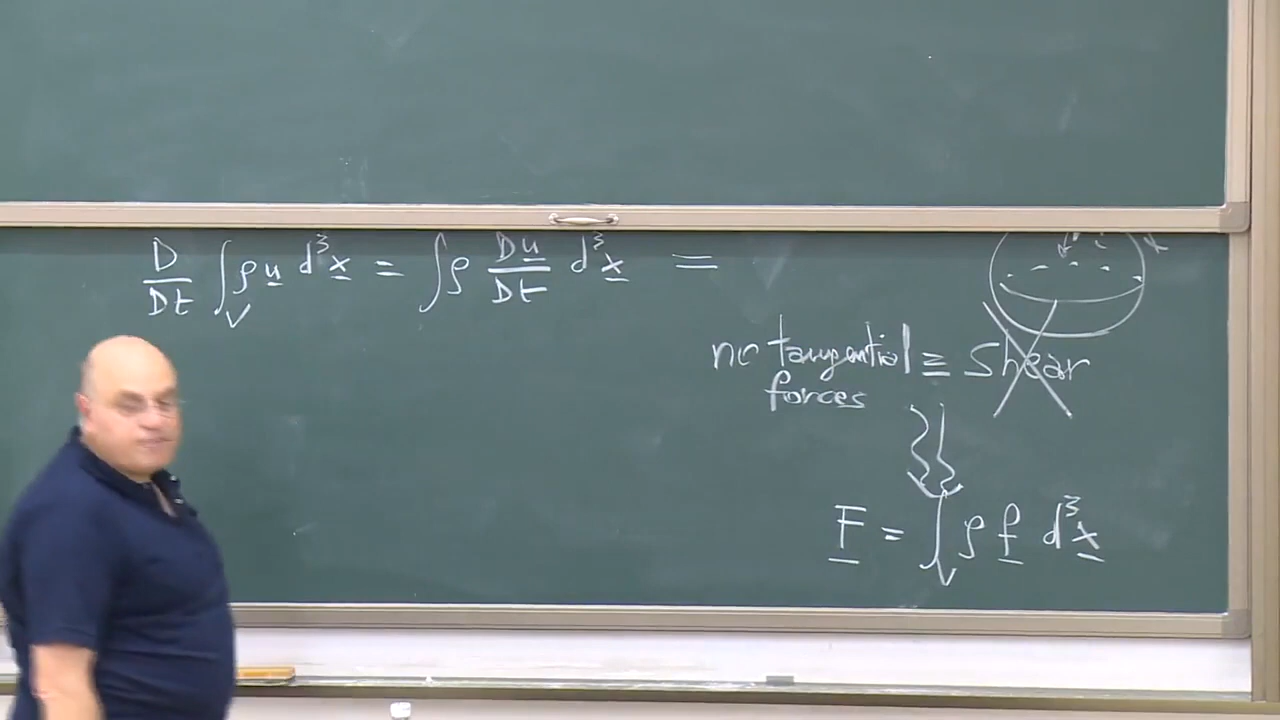 D/Dt ∫_V ρ u̲ d³x̲ = ∫ ρ Du̲/Dt d³x̲ =
no tangential ≡ shear
forces
F̲ = ∫_V ρ f̲ d³x̲